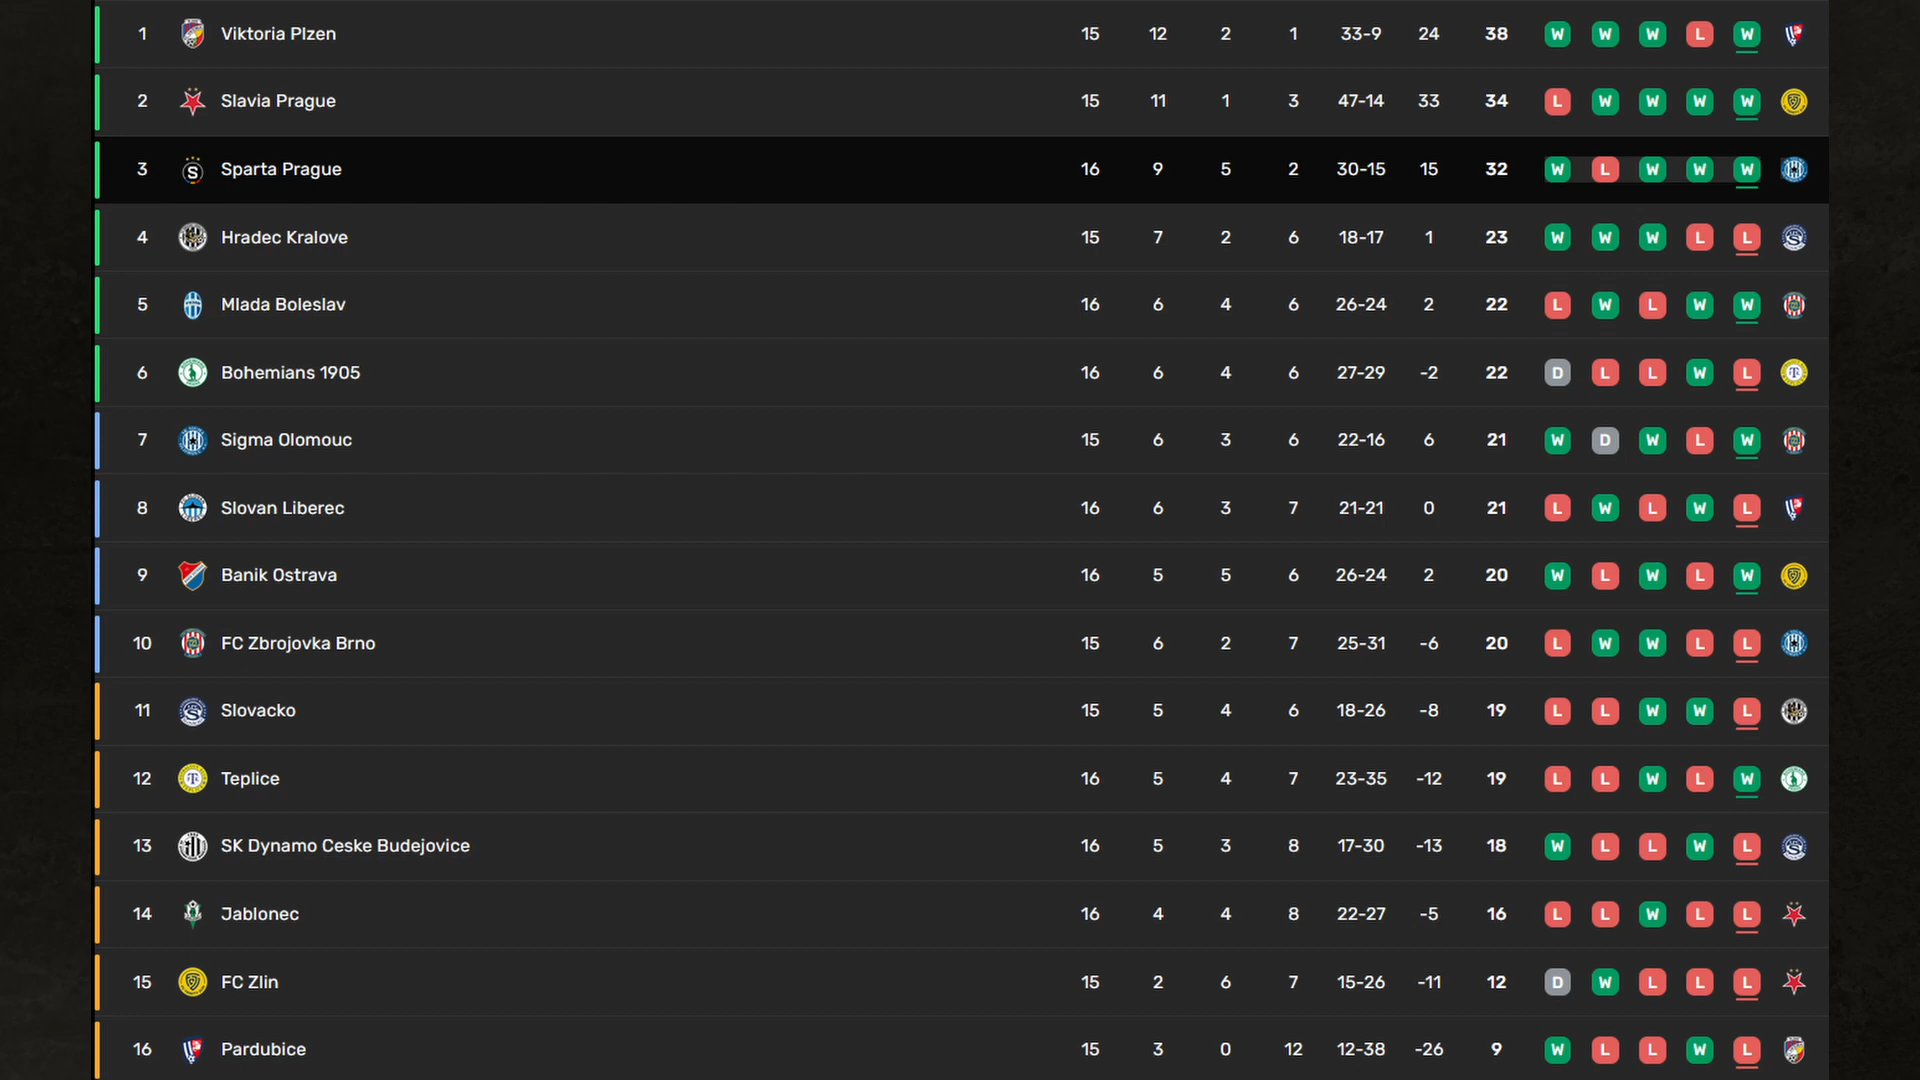 1 Viktoria Plzen 15 12 2 1 33-9 24 38 W W W L W
2 Slavia Prague 15 11 1 3 47-14 33 34 L W W W W
3 S Sparta Prague 16 9 5 2 30-15 15 32 W L W W W
4 Hradec Kralove 15 7 2 6 18-17 1 23 W W W L L
5 Mlada Boleslav 16 6 4 6 26-24 2 22 L W L W W
6 Bohemians 1905 16 6 4 6 27-29 -2 22 D L L W L
7 Sigma Olomouc 15 6 3 6 22-16 6 21 W D W L W
8 Slovan Liberec 16 6 3 7 21-21 0 21 L W L W L
9 Banik Ostrava 16 5 5 6 26-24 2 20 W L W L W
10 FC Zbrojovka Brno 15 6 2 7 25-31 -6 20 L W W L L
11 Slovacko 15 5 4 6 18-26 -8 19 L L W W L
12 Teplice 16 5 4 7 23-35 -12 19 L L W L W
13 SK Dynamo Ceske Budejovice 16 5 3 8 17-30 -13 18 W L L W L
14 Jablonec 16 4 4 8 22-27 -5 16 L L W L L
15 FC Zlin 15 2 6 7 15-26 -11 12 D W L L L
16 Pardubice 15 3 0 12 12-38 -26 9 W L L W L